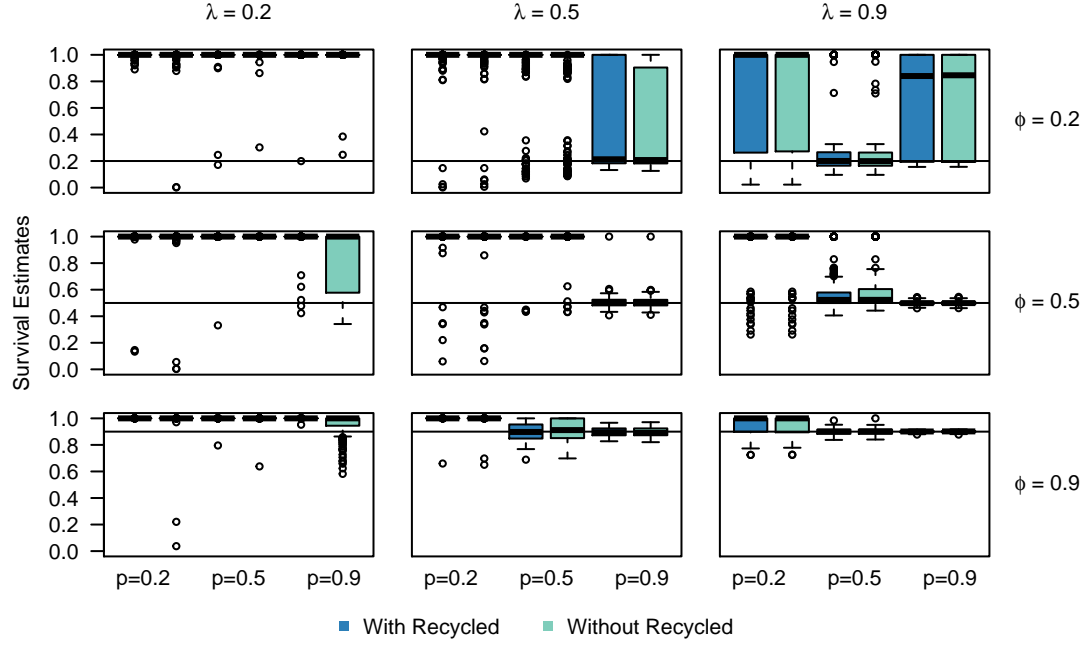 λ = 0.2 λ = 0.5 λ = 0.9
1.0
0.8
0.6
0.4
0.2
0.0
ϕ = 0.2
Survival Estimates
1.0
0.8
0.6
0.4
0.2
0.0
ϕ = 0.5
1.0
0.8
0.6
0.4
0.2
0.0
ϕ = 0.9
p=0.2 p=0.5 p=0.9 p=0.2 p=0.5 p=0.9 p=0.2 p=0.5 p=0.9
With Recycled Without Recycled